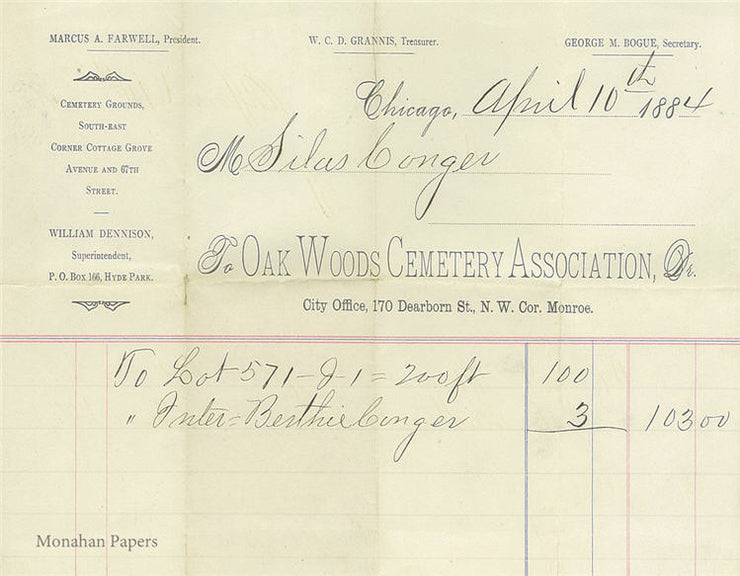 MARCUS A. FARWELL, President.
W. C. D. GRANNIS, Treasurer.
GEORGE M. BOGUE, Secretary.
CEMETERY GROUNDS,
SOUTH-EAST
CORNER COTTAGE GROVE
AVENUE AND 67TH
STREET.
WILLIAM DENNISON,
Superintendent,
P. O. BOX 166, HYDE PARK.
Chicago, April 10th 1884
M Silas Conger
To OAK WOODS CEMETERY ASSOCIATION, Dr.
City Office, 170 Dearborn St., N. W. Cor. Monroe.
To Lot 571-J-1 = 200ft 100
" Inter= Berthie Conger 3 103 00
Monahan Papers